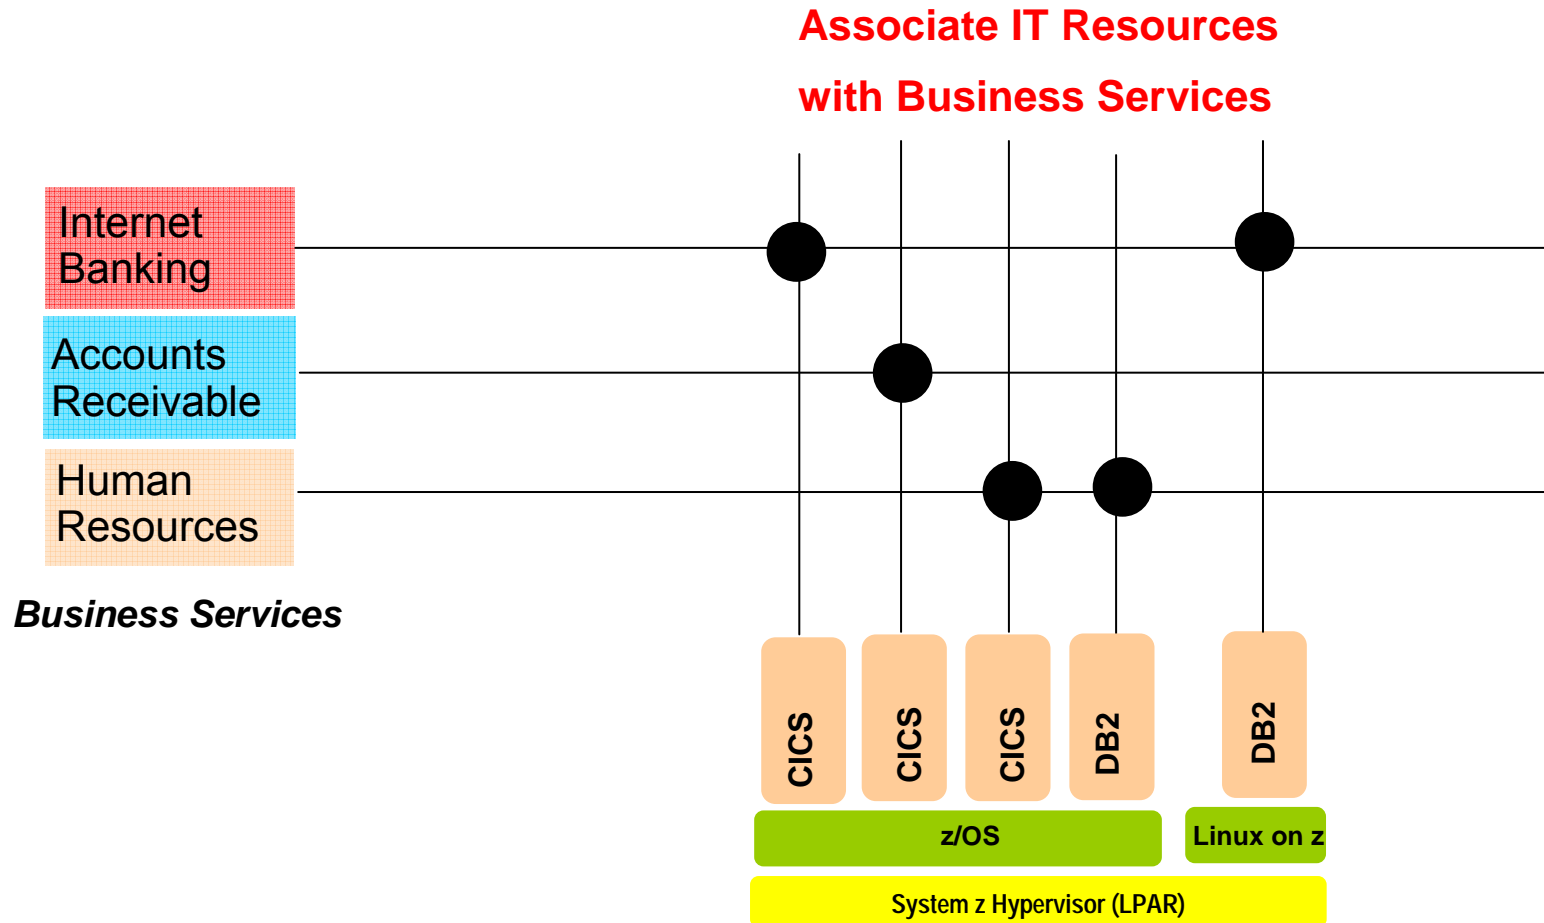 Associate IT Resources
with Business Services
Internet
Banking
Accounts
Receivable
Human
Resources
Business Services
CICS
CICS
CICS
DB2
DB2
z/OS
Linux on z
System z Hypervisor (LPAR)